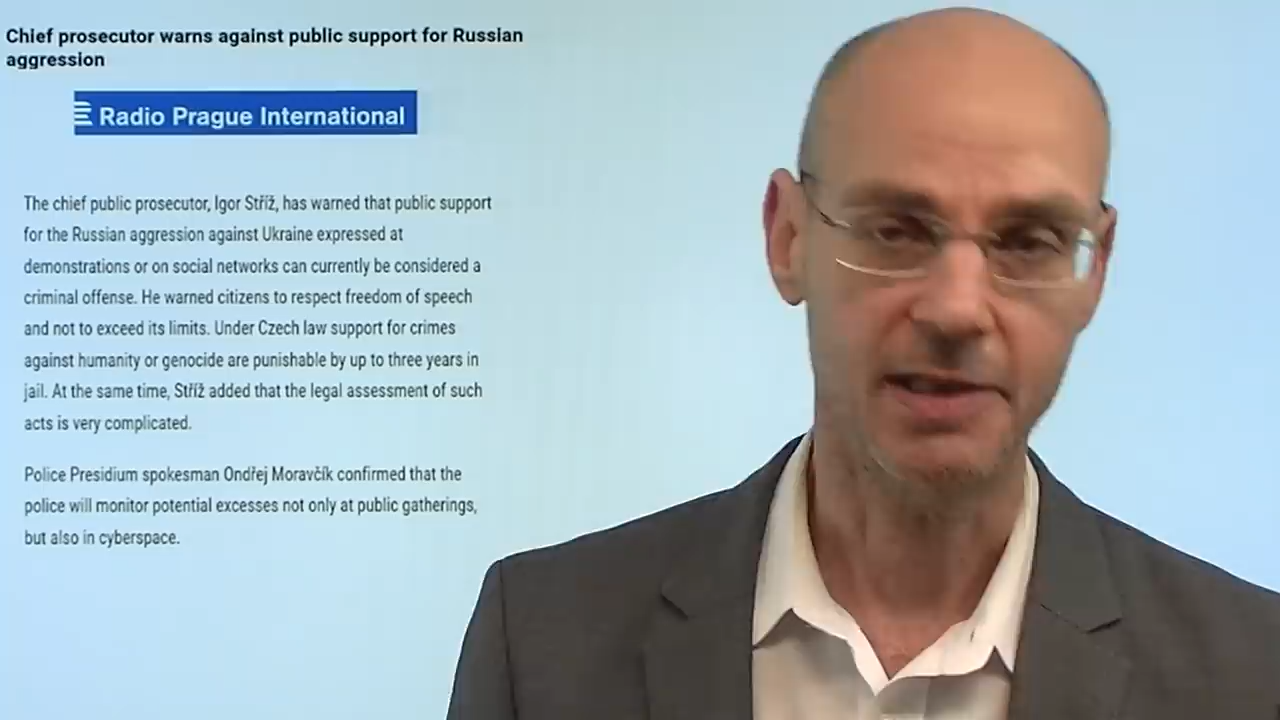 Chief prosecutor warns against public support for Russian
aggression
Radio Prague International
The chief public prosecutor, Igor Stříž, has warned that public support
for the Russian aggression against Ukraine expressed at
demonstrations or on social networks can currently be considered a
criminal offense. He warned citizens to respect freedom of speech
and not to exceed its limits. Under Czech law support for crimes
against humanity or genocide are punishable by up to three years in
jail. At the same time, Stříž added that the legal assessment of such
acts is very complicated.
Police Presidium spokesman Ondřej Moravčík confirmed that the
police will monitor potential excesses not only at public gatherings,
but also in cyberspace.